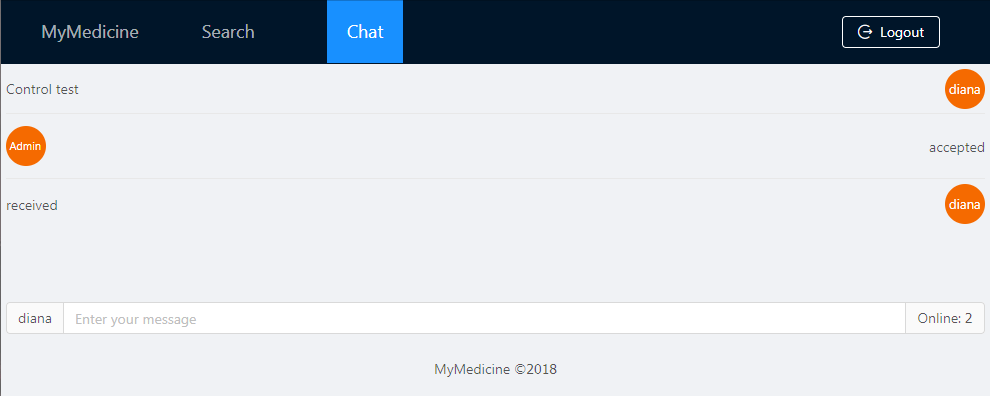 MyMedicine Search Chat Logout
Control test diana
Admin accepted
received diana
diana Enter your message Online: 2
MyMedicine ©2018